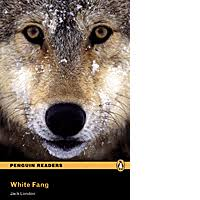 PENGUIN READERS
White Fang
Jack London